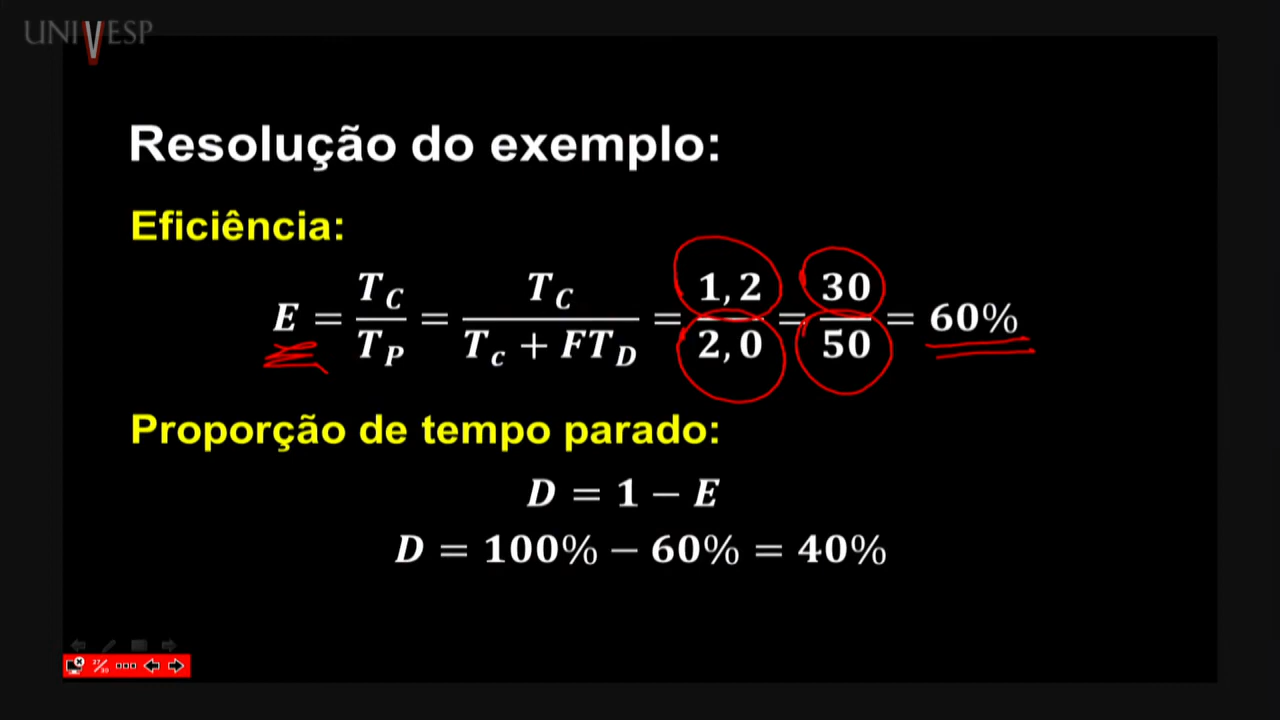 UNIVESP
Resolução do exemplo:
Eficiência:
E = T_C / T_P = T_C / (T_c + FT_D) = 1,2 / 2,0 = 30 / 50 = 60%
Proporção de tempo parado:
D = 1 − E
D = 100% − 60% = 40%